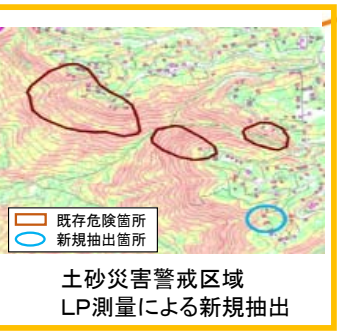 既存危険箇所
新規抽出箇所
土砂災害警戒区域
LP測量による新規抽出